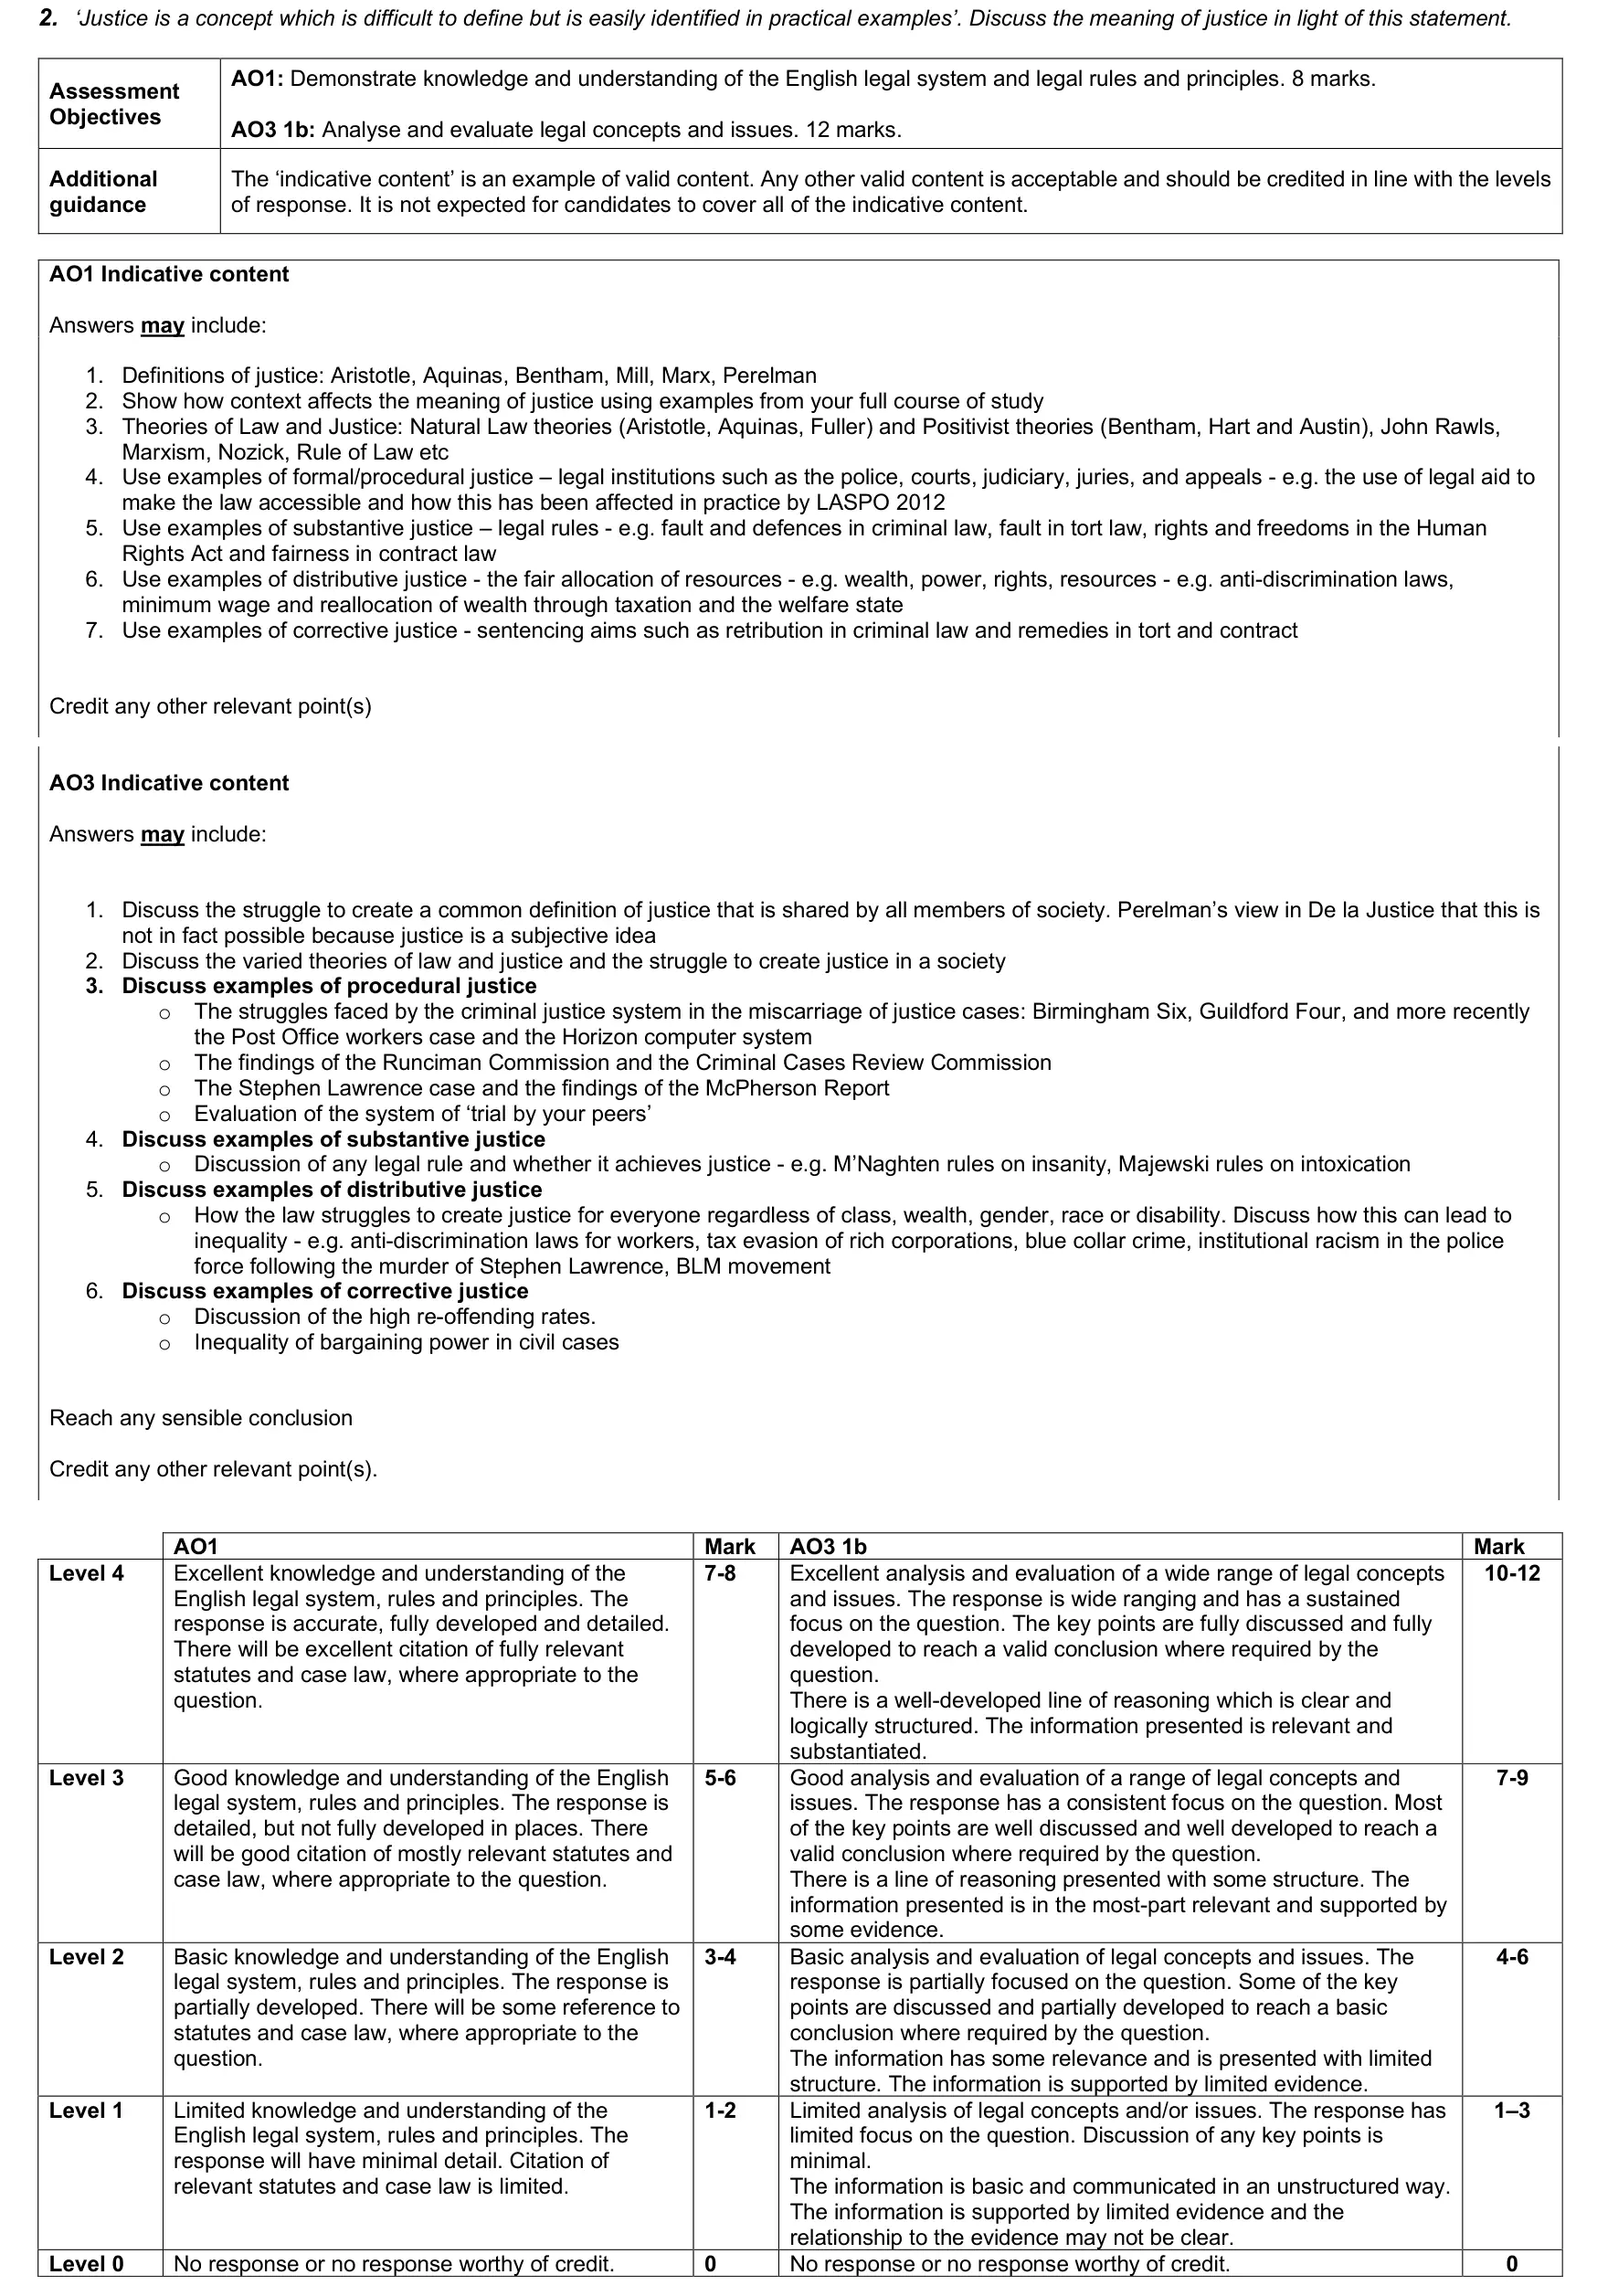 2. ‘Justice is a concept which is difficult to define but is easily identified in practical examples’. Discuss the meaning of justice in light of this statement.
Assessment
Objectives
AO1: Demonstrate knowledge and understanding of the English legal system and legal rules and principles. 8 marks.
AO3 1b: Analyse and evaluate legal concepts and issues. 12 marks.
Additional
guidance
The ‘indicative content’ is an example of valid content. Any other valid content is acceptable and should be credited in line with the levels
of response. It is not expected for candidates to cover all of the indicative content.
AO1 Indicative content
Answers may include:
1. Definitions of justice: Aristotle, Aquinas, Bentham, Mill, Marx, Perelman
2. Show how context affects the meaning of justice using examples from your full course of study
3. Theories of Law and Justice: Natural Law theories (Aristotle, Aquinas, Fuller) and Positivist theories (Bentham, Hart and Austin), John Rawls,
Marxism, Nozick, Rule of Law etc
4. Use examples of formal/procedural justice – legal institutions such as the police, courts, judiciary, juries, and appeals - e.g. the use of legal aid to
make the law accessible and how this has been affected in practice by LASPO 2012
5. Use examples of substantive justice – legal rules - e.g. fault and defences in criminal law, fault in tort law, rights and freedoms in the Human
Rights Act and fairness in contract law
6. Use examples of distributive justice - the fair allocation of resources - e.g. wealth, power, rights, resources - e.g. anti-discrimination laws,
minimum wage and reallocation of wealth through taxation and the welfare state
7. Use examples of corrective justice - sentencing aims such as retribution in criminal law and remedies in tort and contract
Credit any other relevant point(s)
AO3 Indicative content
Answers may include:
1. Discuss the struggle to create a common definition of justice that is shared by all members of society. Perelman’s view in De la Justice that this is
not in fact possible because justice is a subjective idea
2. Discuss the varied theories of law and justice and the struggle to create justice in a society
3. Discuss examples of procedural justice
o The struggles faced by the criminal justice system in the miscarriage of justice cases: Birmingham Six, Guildford Four, and more recently
the Post Office workers case and the Horizon computer system
o The findings of the Runciman Commission and the Criminal Cases Review Commission
o The Stephen Lawrence case and the findings of the McPherson Report
o Evaluation of the system of ‘trial by your peers’
4. Discuss examples of substantive justice
o Discussion of any legal rule and whether it achieves justice - e.g. M’Naghten rules on insanity, Majewski rules on intoxication
5. Discuss examples of distributive justice
o How the law struggles to create justice for everyone regardless of class, wealth, gender, race or disability. Discuss how this can lead to
inequality - e.g. anti-discrimination laws for workers, tax evasion of rich corporations, blue collar crime, institutional racism in the police
force following the murder of Stephen Lawrence, BLM movement
6. Discuss examples of corrective justice
o Discussion of the high re-offending rates.
o Inequality of bargaining power in civil cases
Reach any sensible conclusion
Credit any other relevant point(s).
AO1 Mark AO3 1b Mark
Level 4
Excellent knowledge and understanding of the
English legal system, rules and principles. The
response is accurate, fully developed and detailed.
There will be excellent citation of fully relevant
statutes and case law, where appropriate to the
question.
7-8
Excellent analysis and evaluation of a wide range of legal concepts
and issues. The response is wide ranging and has a sustained
focus on the question. The key points are fully discussed and fully
developed to reach a valid conclusion where required by the
question.
There is a well-developed line of reasoning which is clear and
logically structured. The information presented is relevant and
substantiated.
10-12
Level 3
Good knowledge and understanding of the English
legal system, rules and principles. The response is
detailed, but not fully developed in places. There
will be good citation of mostly relevant statutes and
case law, where appropriate to the question.
5-6
Good analysis and evaluation of a range of legal concepts and
issues. The response has a consistent focus on the question. Most
of the key points are well discussed and well developed to reach a
valid conclusion where required by the question.
There is a line of reasoning presented with some structure. The
information presented is in the most-part relevant and supported by
some evidence.
7-9
Level 2
Basic knowledge and understanding of the English
legal system, rules and principles. The response is
partially developed. There will be some reference to
statutes and case law, where appropriate to the
question.
3-4
Basic analysis and evaluation of legal concepts and issues. The
response is partially focused on the question. Some of the key
points are discussed and partially developed to reach a basic
conclusion where required by the question.
The information has some relevance and is presented with limited
structure. The information is supported by limited evidence.
4-6
Level 1
Limited knowledge and understanding of the
English legal system, rules and principles. The
response will have minimal detail. Citation of
relevant statutes and case law is limited.
1-2
Limited analysis of legal concepts and/or issues. The response has
limited focus on the question. Discussion of any key points is
minimal.
The information is basic and communicated in an unstructured way.
The information is supported by limited evidence and the
relationship to the evidence may not be clear.
1–3
Level 0
No response or no response worthy of credit.
0
No response or no response worthy of credit.
0